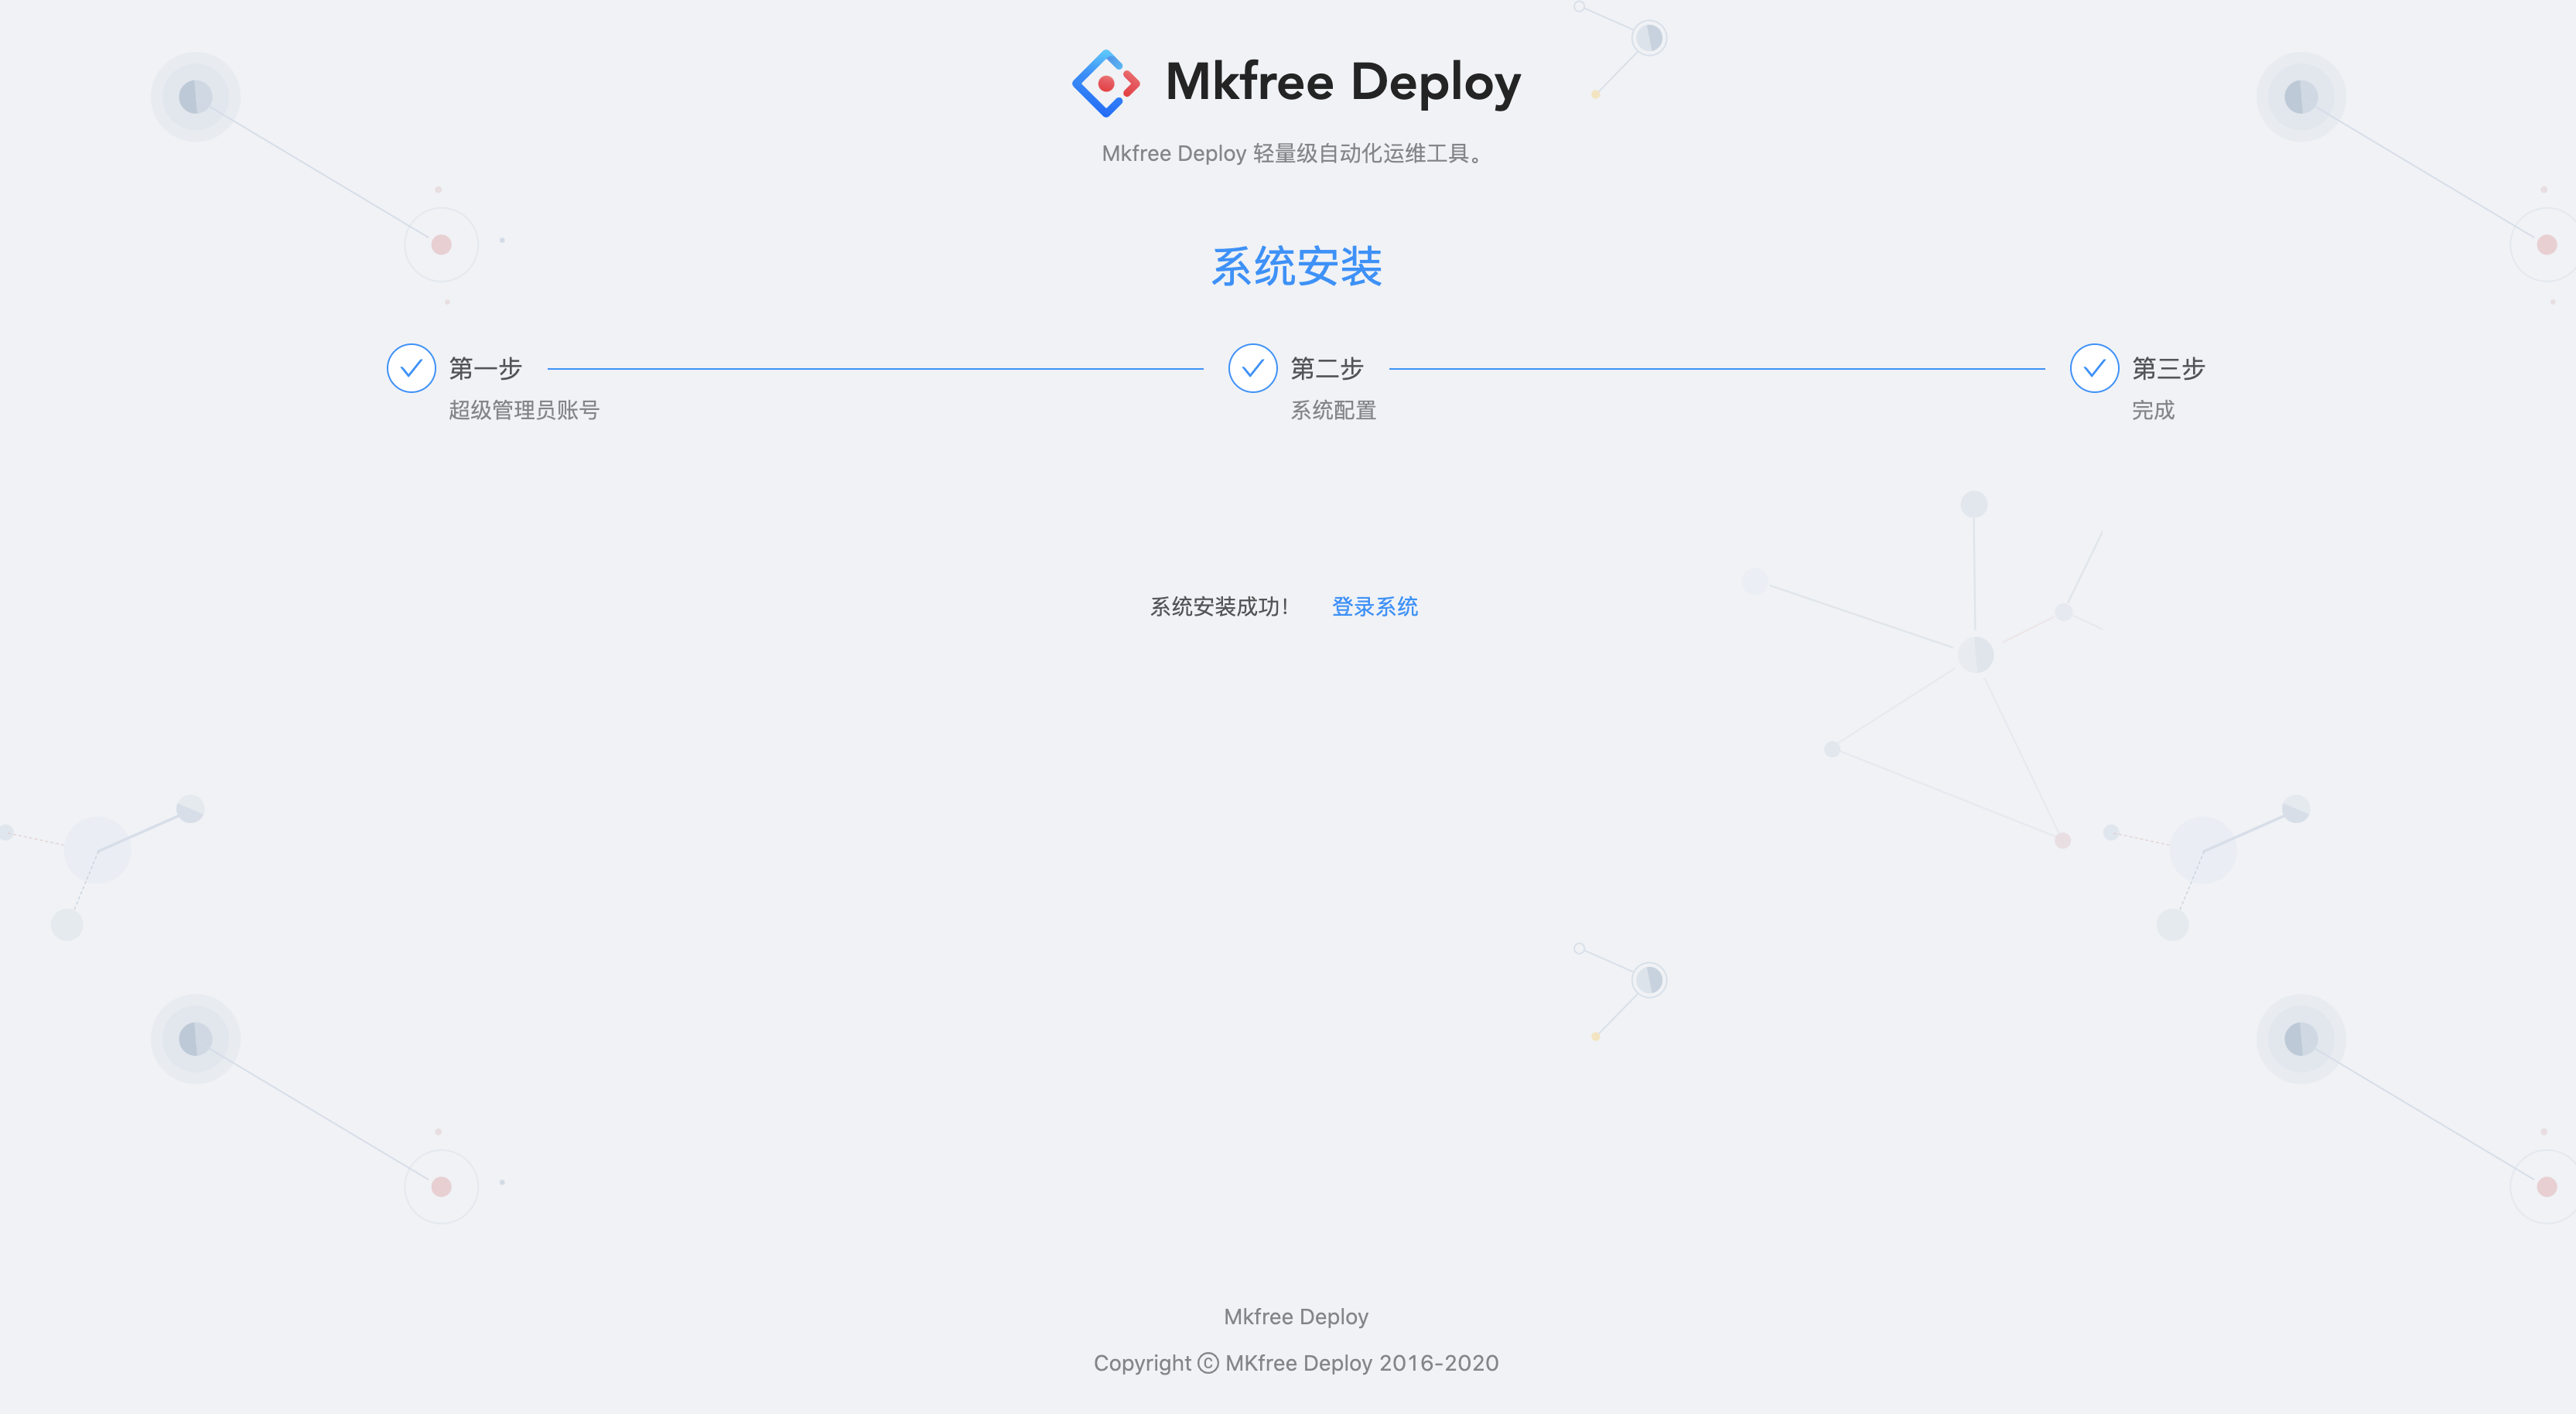 Mkfree Deploy
Mkfree Deploy 轻量级自动化运维工具。
系统安装
第一步
超级管理员账号
第二步
系统配置
第三步
完成
系统安装成功! 登录系统
Mkfree Deploy
Copyright © MKfree Deploy 2016-2020